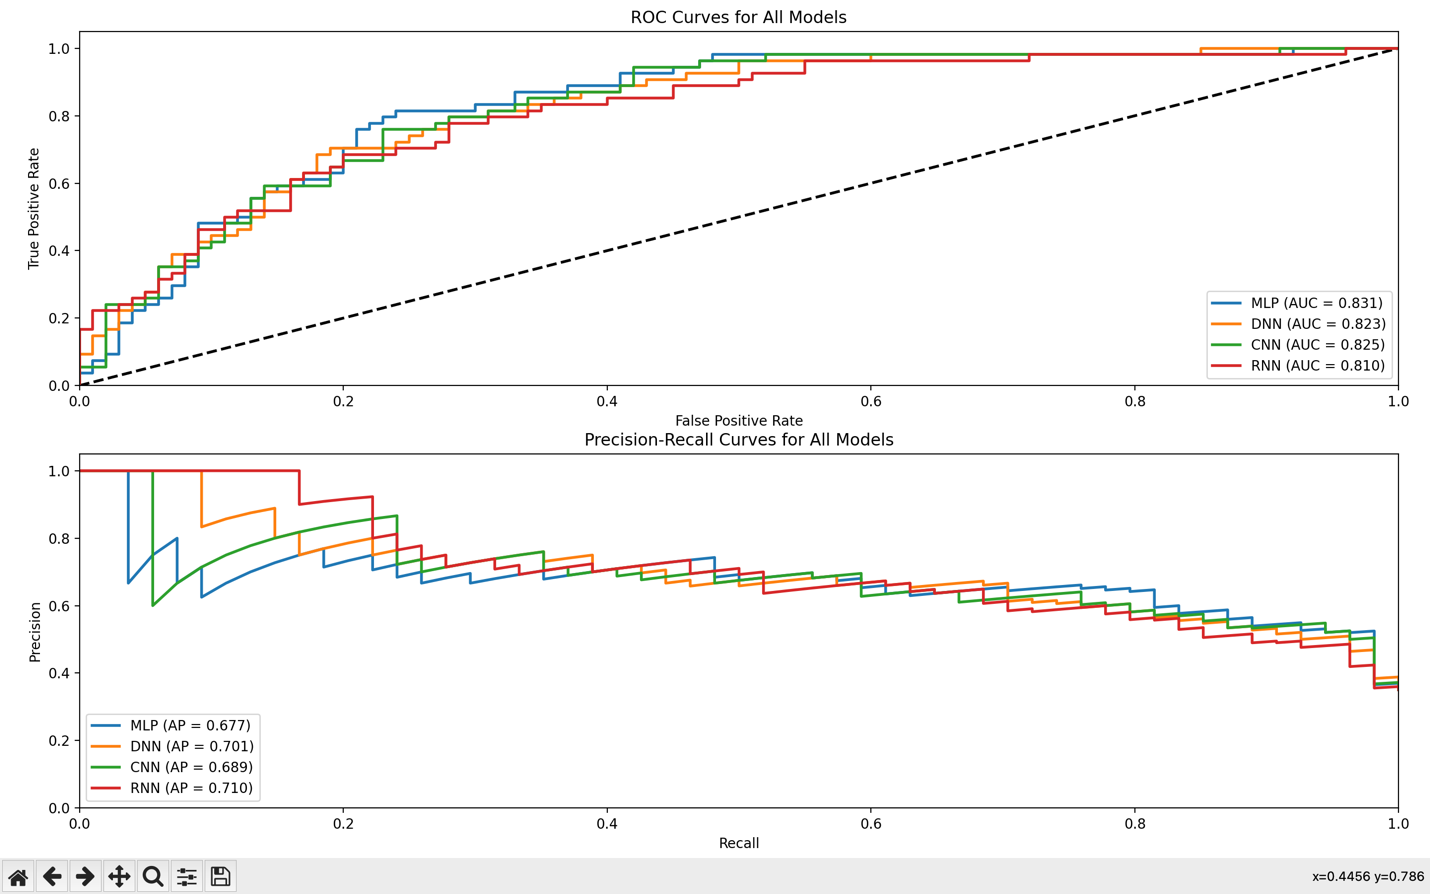 ROC Curves for All Models
True Positive Rate
1.0
0.8
0.6
0.4
0.2
0.0
MLP (AUC = 0.831)
DNN (AUC = 0.823)
CNN (AUC = 0.825)
RNN (AUC = 0.810)
0.0 0.2 0.4 0.6 0.8 1.0
False Positive Rate
Precision-Recall Curves for All Models
Precision
1.0
0.8
0.6
0.4
0.2
0.0
MLP (AP = 0.677)
DNN (AP = 0.701)
CNN (AP = 0.689)
RNN (AP = 0.710)
0.0 0.2 0.4 0.6 0.8 1.0
Recall
x=0.4456 y=0.786